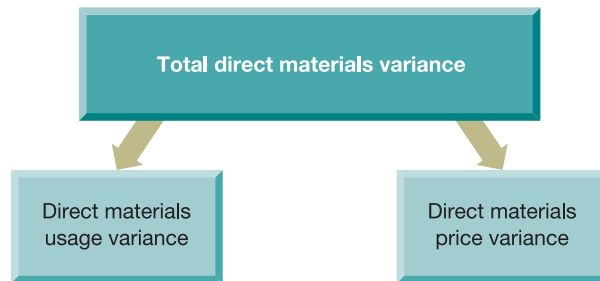 Total direct materials variance
Direct materials
usage variance
Direct materials
price variance